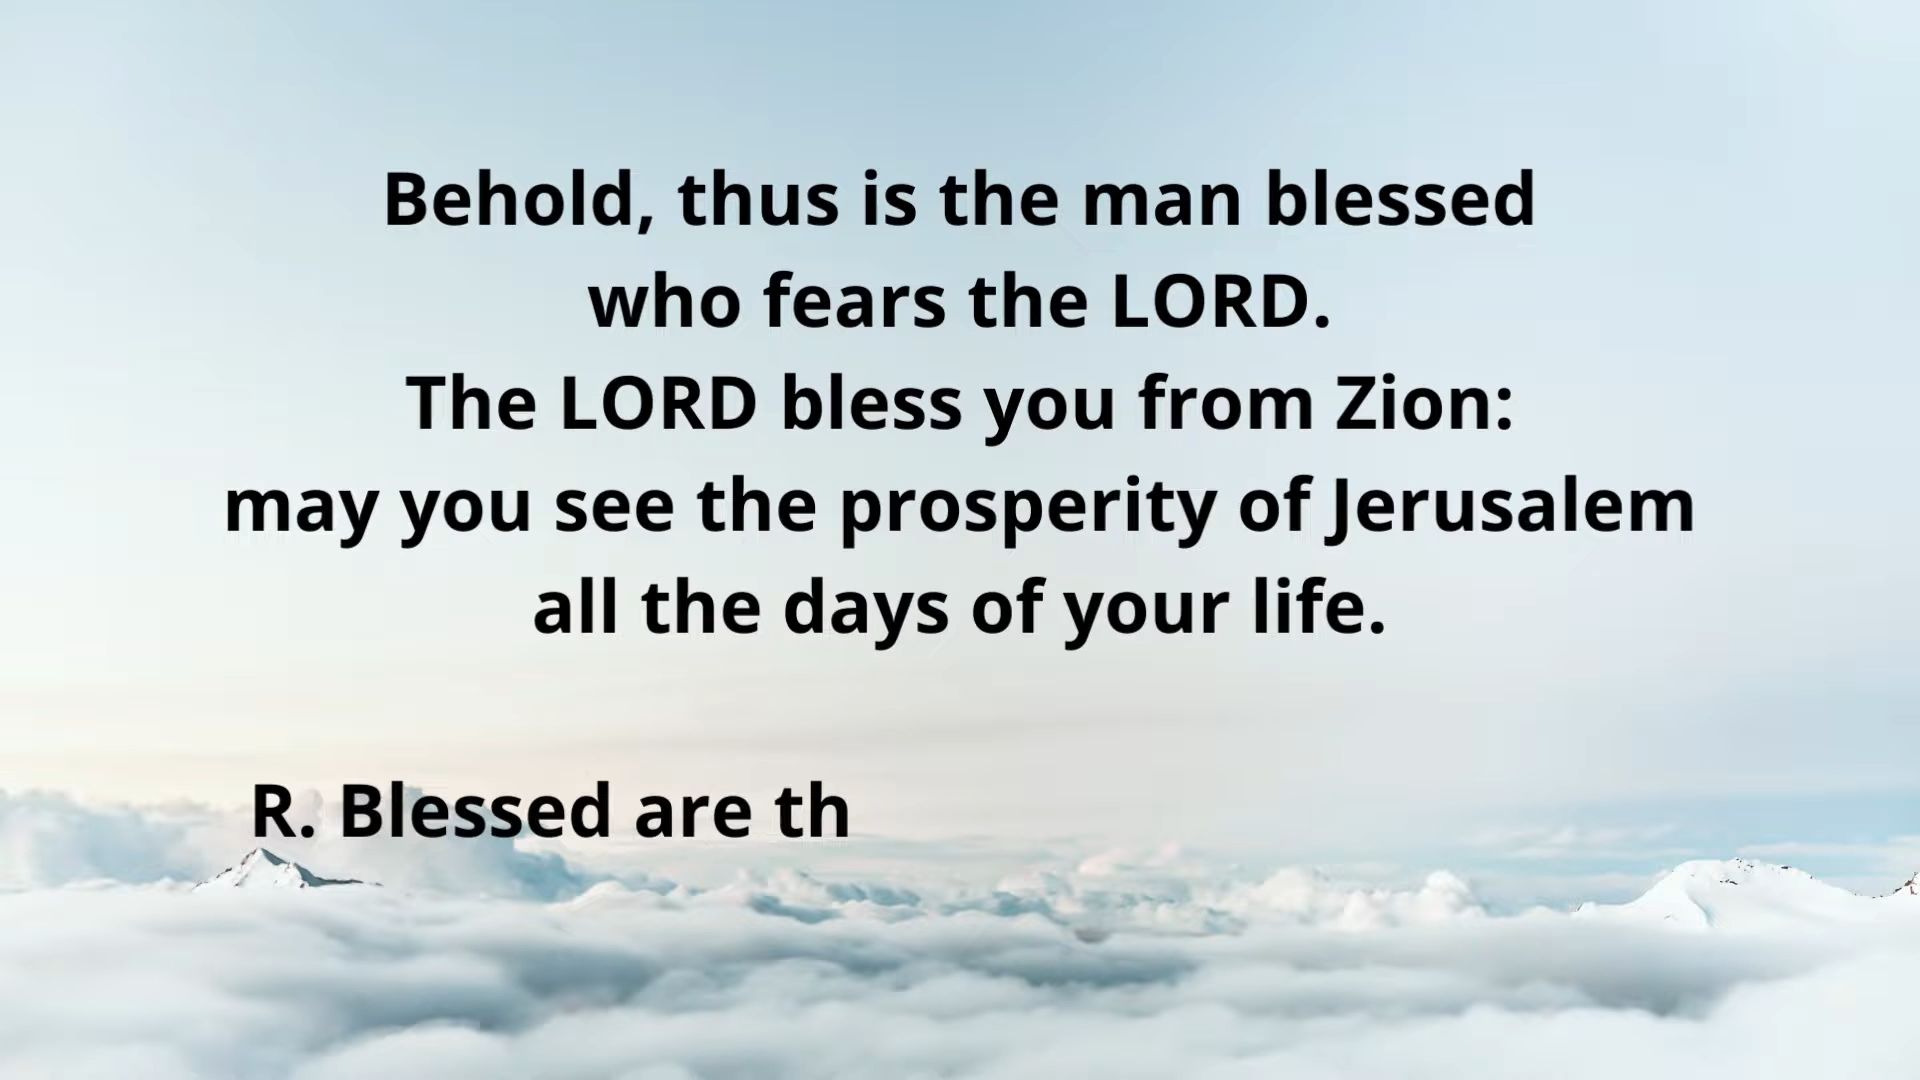 Behold, thus is the man blessed
who fears the LORD.
The LORD bless you from Zion:
may you see the prosperity of Jerusalem
all the days of your life.
R. Blessed are th